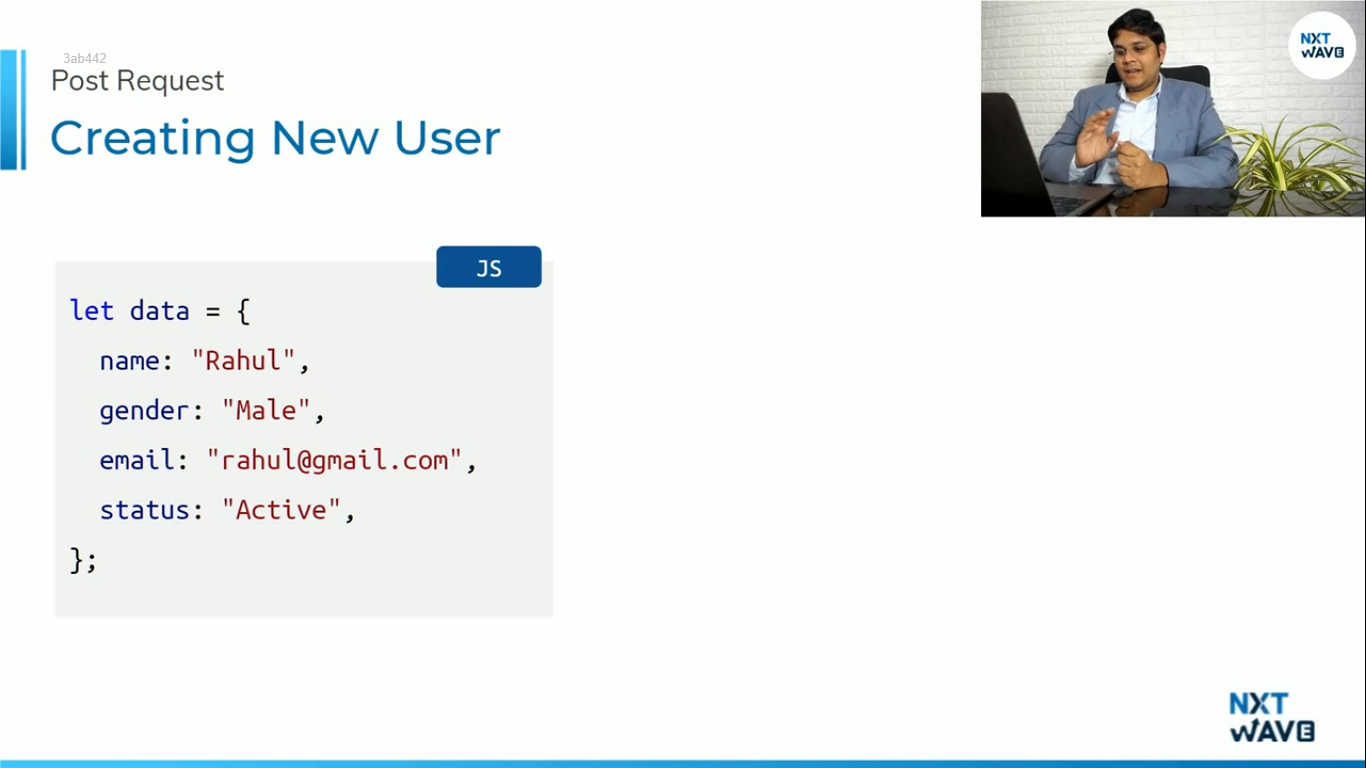 3ab442
Post Request
Creating New User
NXT
WAVE
JS
let data = {
name: "Rahul",
gender: "Male",
email: "rahul@gmail.com",
status: "Active",
};
NXT
WAVE